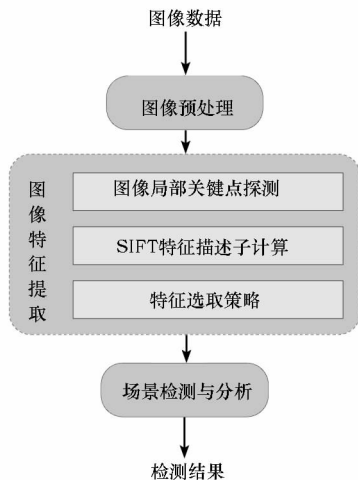 图像数据
图像预处理
图像特征提取
图像局部关键点探测
SIFT特征描述子计算
特征选取策略
场景检测与分析
检测结果